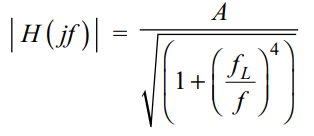 |H(jf)| = A / √((1 + (f_L / f)^4))